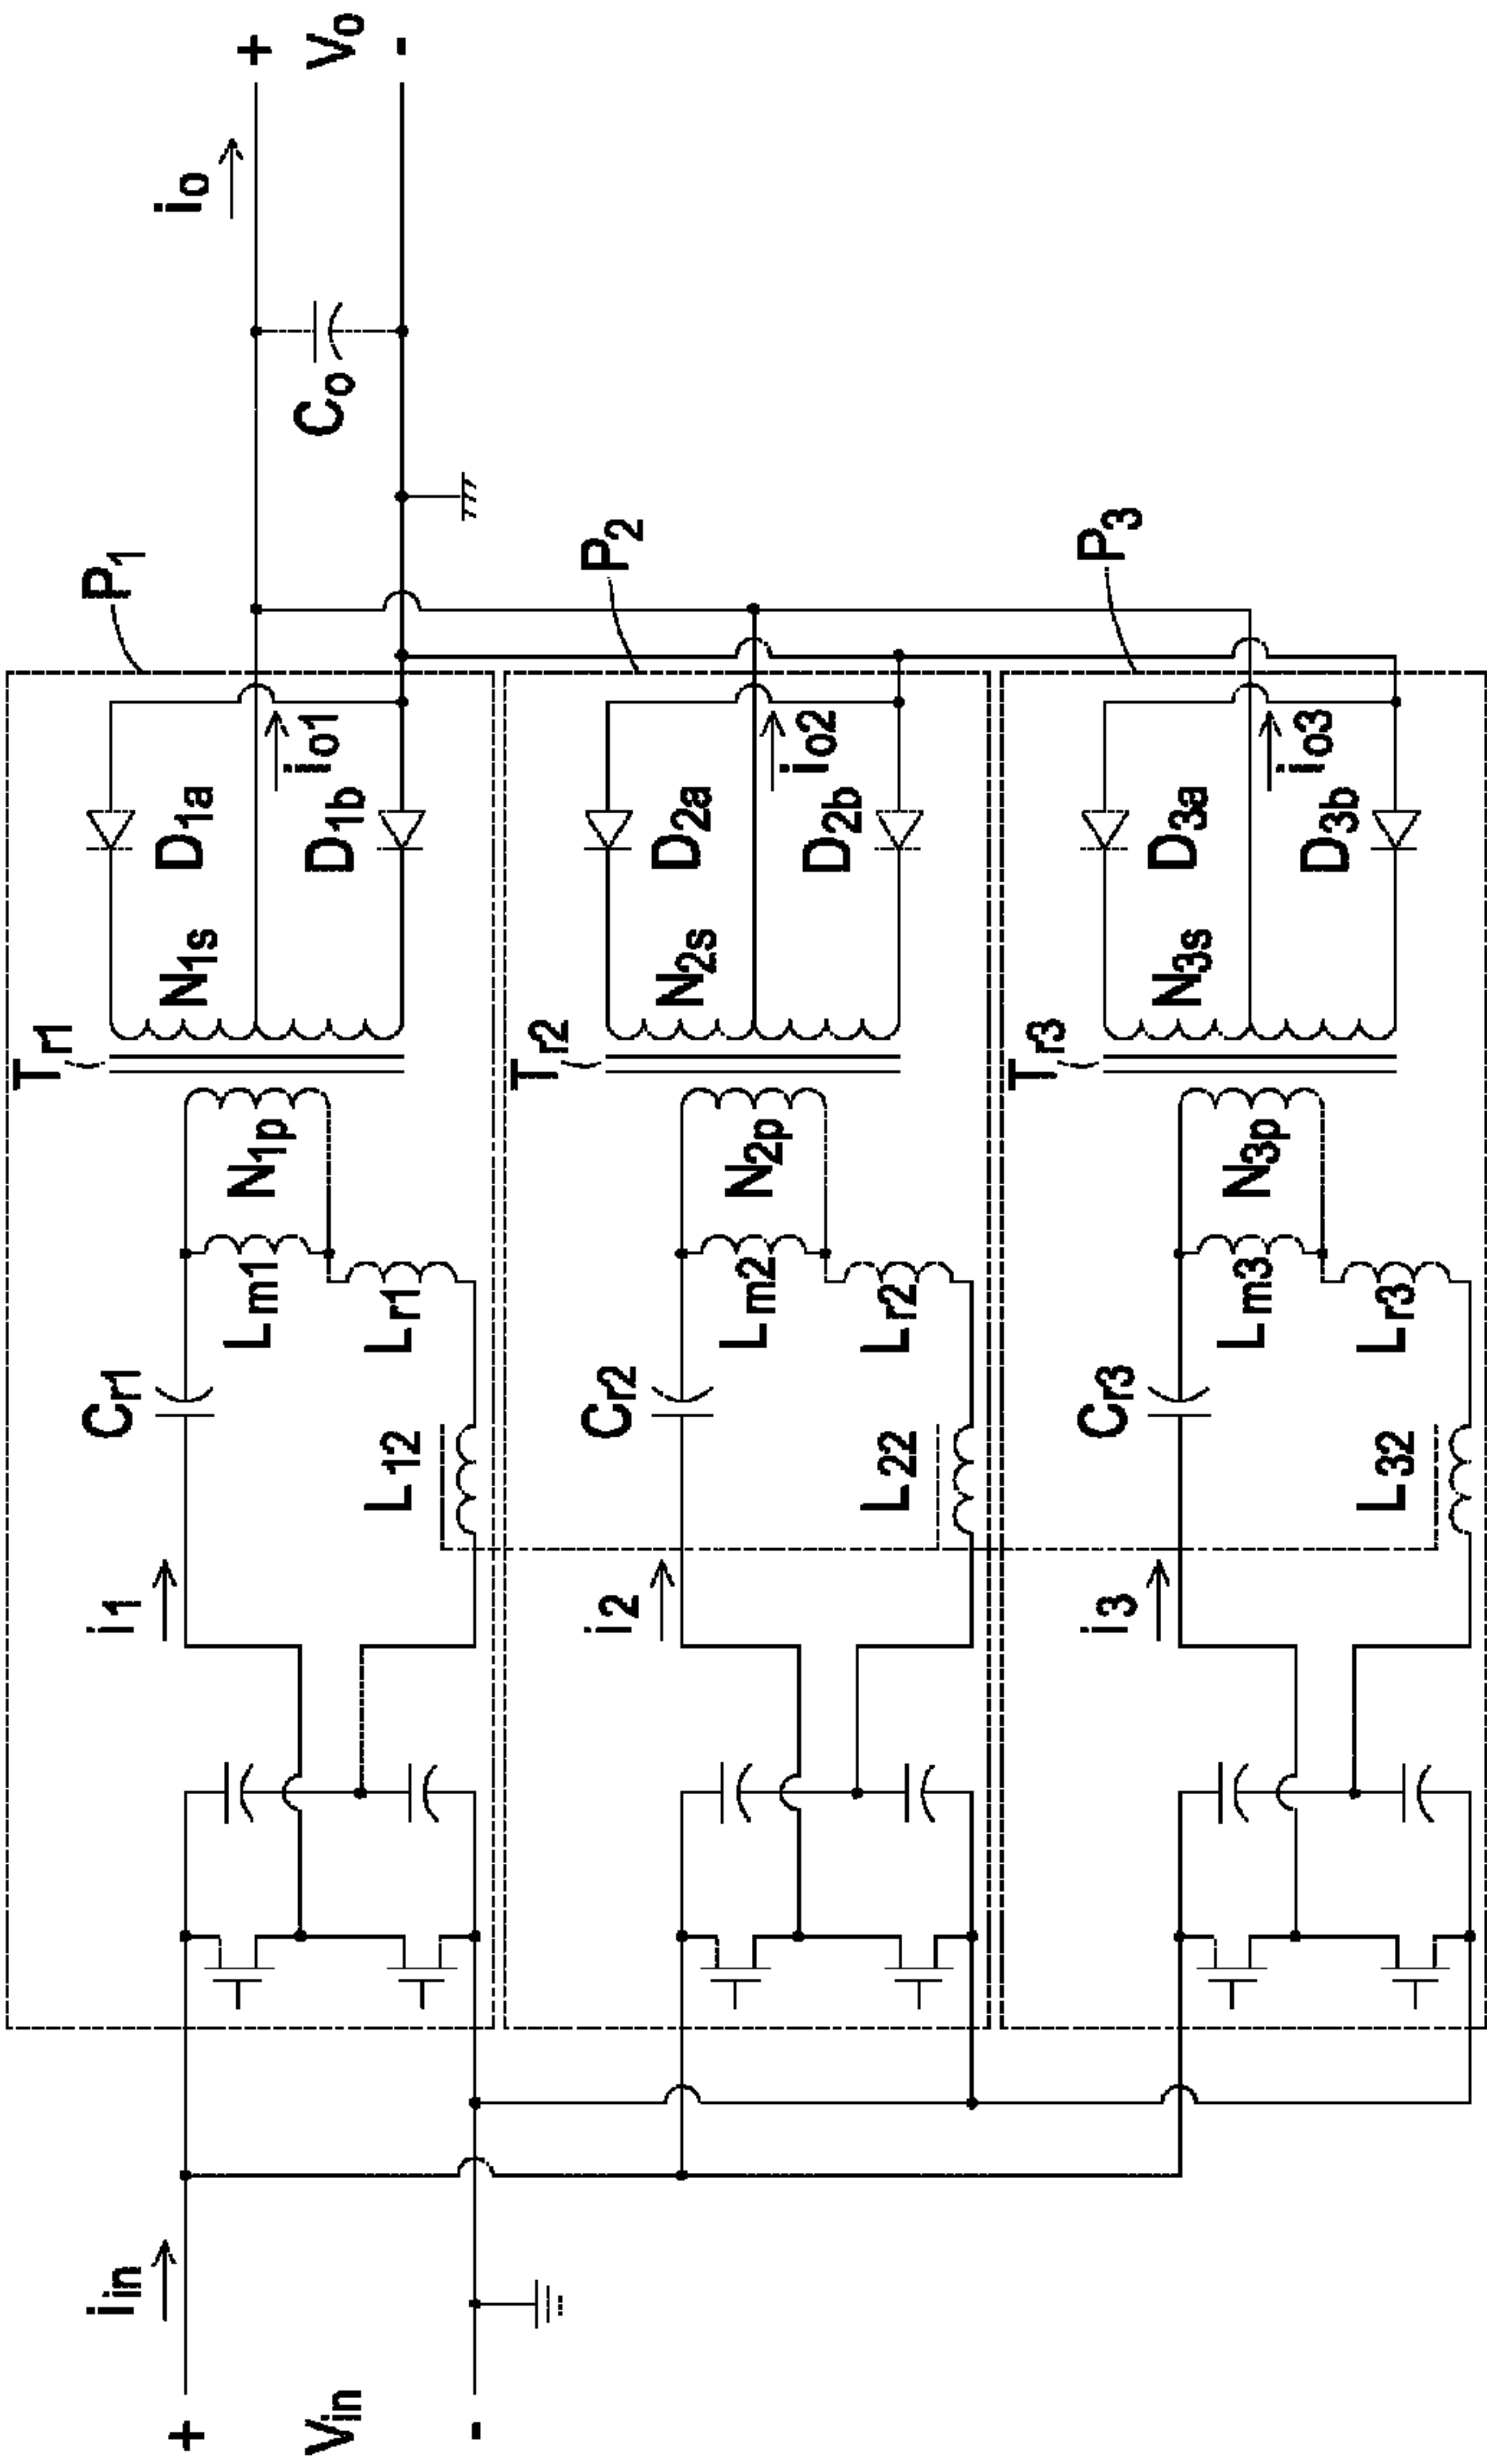 P1
Tr1
iin
i1
Cr1
Lm1
N1p
N1s
D1a
io1
io
+
+
Vin
-
L12
Lr1
D1b
Co
Vo
-
P2
Tr2
i2
Cr2
Lm2
N2p
N2s
D2a
io2
L22
Lr2
D2b
P3
Tr3
i3
Cr3
Lm3
N3p
N3s
D3a
io3
L32
Lr3
D3b